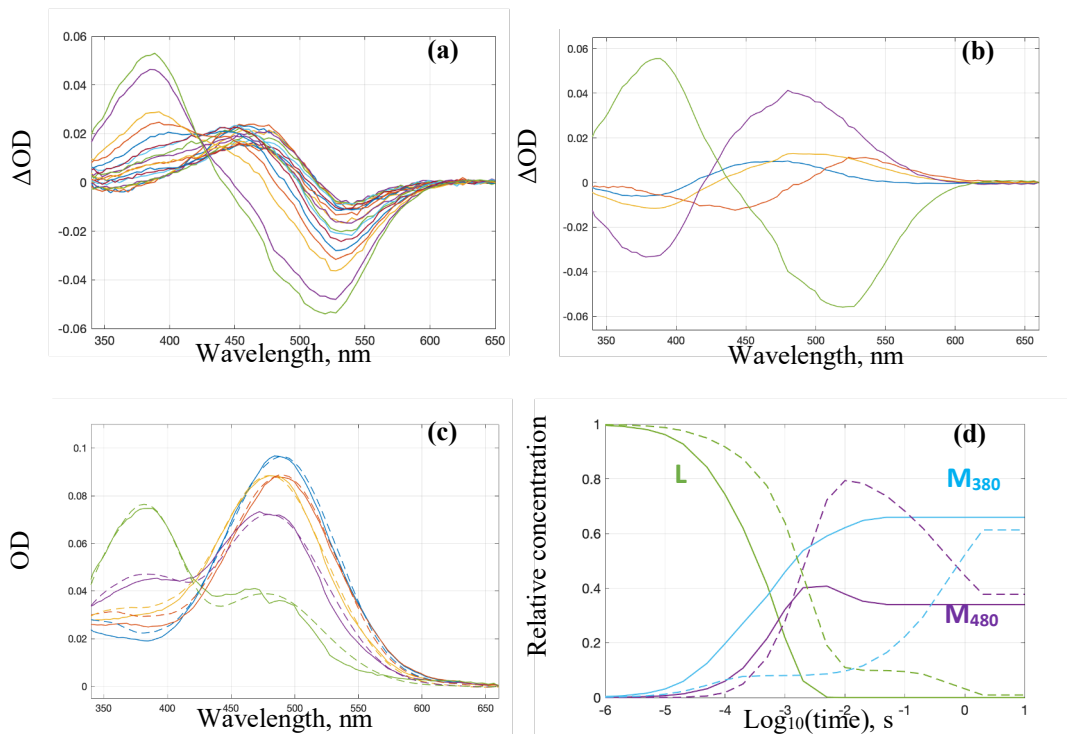 (a)
0.06
0.04
0.02
0
-0.02
-0.04
-0.06
ΔOD
350 400 450 500 550 600 650
Wavelength, nm
(b)
0.06
0.04
0.02
0
-0.02
-0.04
-0.06
ΔOD
350 400 450 500 550 600 650
Wavelength, nm
(c)
0.1
0.08
0.06
0.04
0.02
0
OD
350 400 450 500 550 600 650
Wavelength, nm
(d)
1
0.8
0.6
0.4
0.2
0
Relative concentration
L
M380
M480
-6 -5 -4 -3 -2 -1 0 1
Log10(time), s